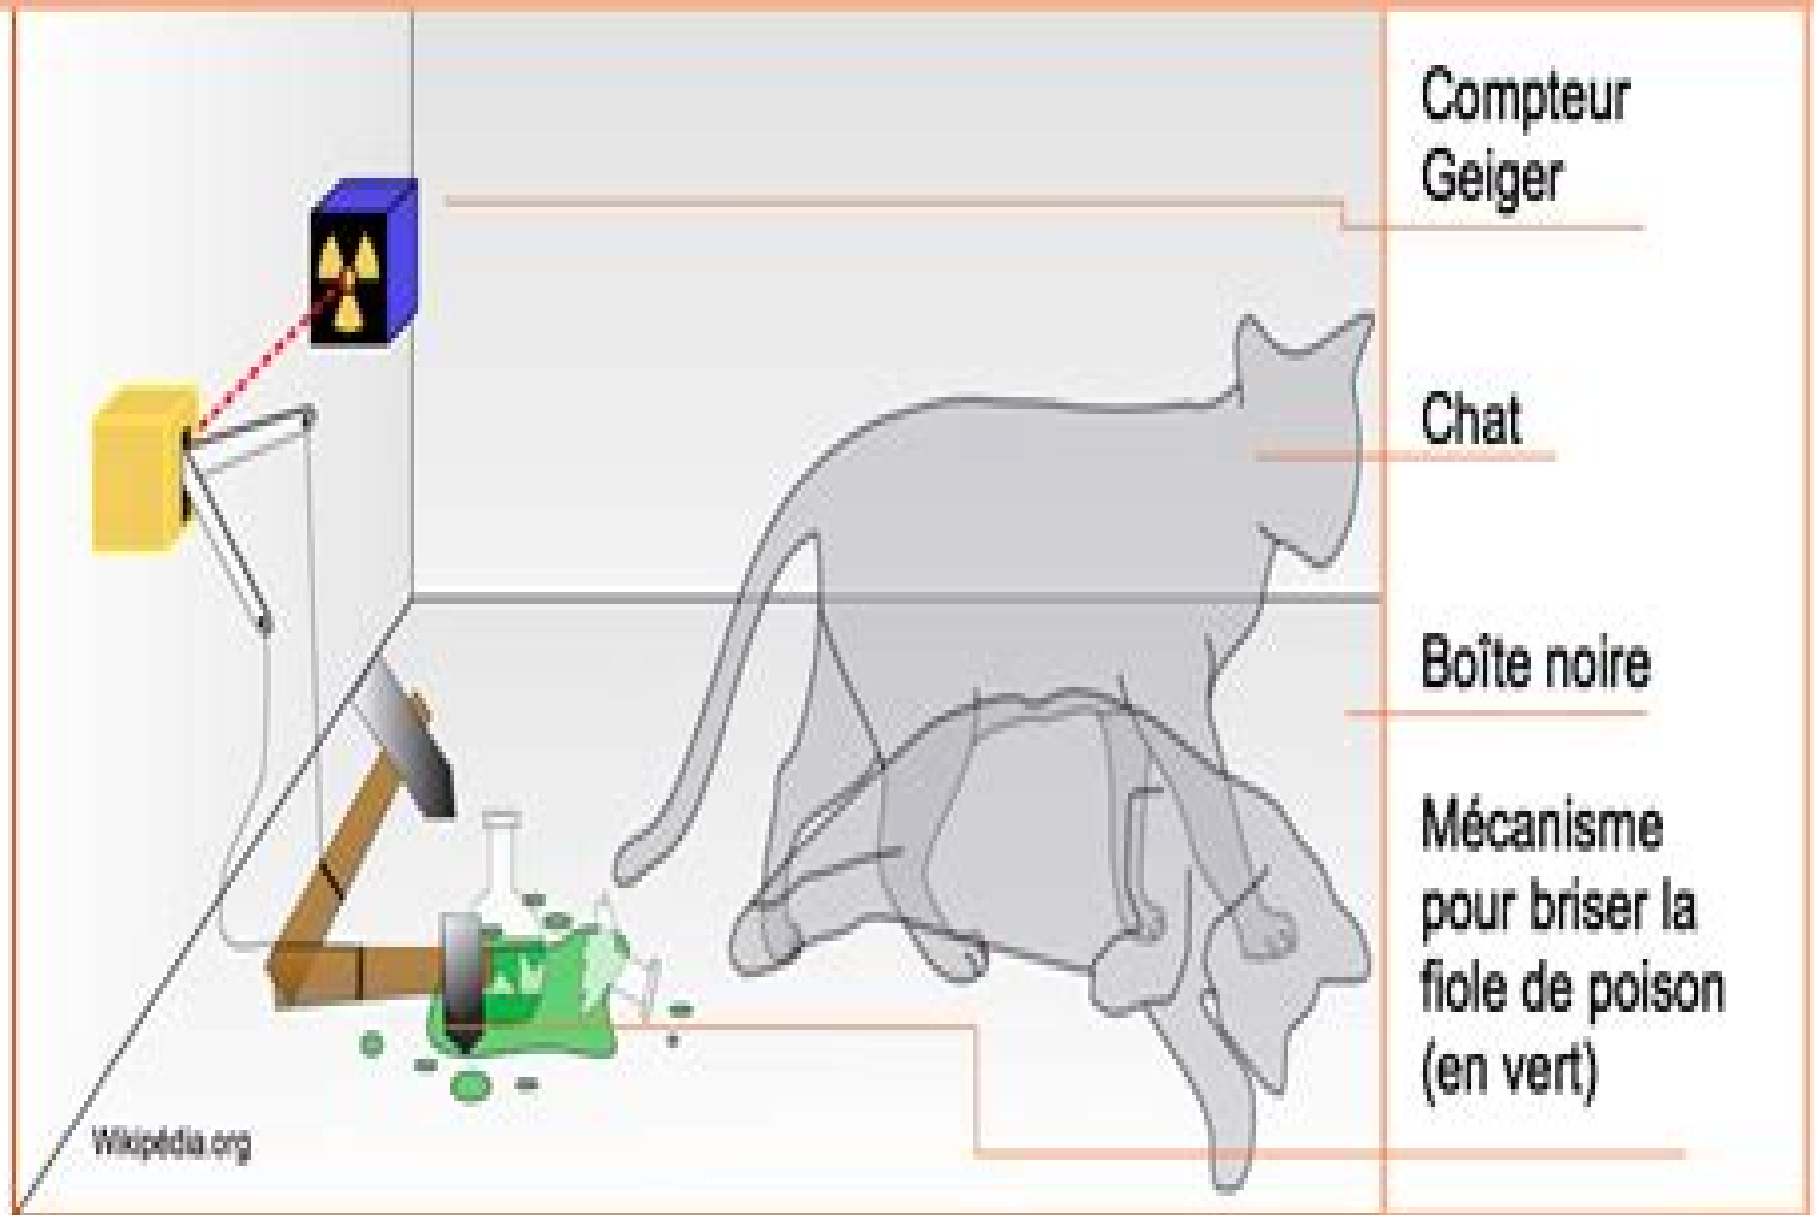 Compteur
Geiger
Chat
Boîte noire
Mécanisme
pour briser la
fiole de poison
(en vert)
Wikipédia.org